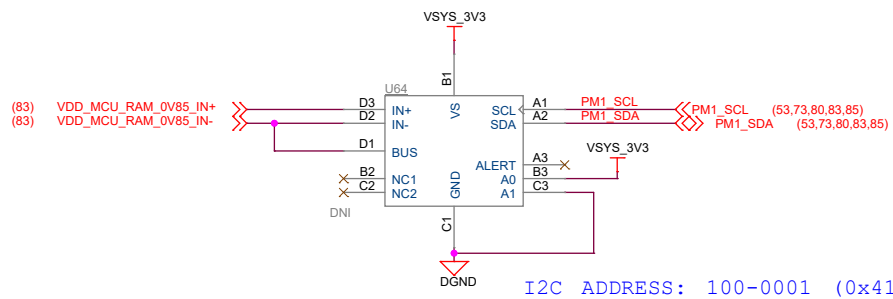 VSYS_3V3
U64
B1
VS
(83) VDD_MCU_RAM_0V85_IN+ D3 IN+ SCL A1 PM1_SCL PM1_SCL (53,73,80,83,85)
(83) VDD_MCU_RAM_0V85_IN- D2 IN- SDA A2 PM1_SDA PM1_SDA (53,73,80,83,85)
D1 BUS VSYS_3V3
ALERT A3
B2 NC1 A0 B3
C2 NC2 A1 C3
GND
DNI
C1
DGND
I2C ADDRESS: 100-0001 (0x41